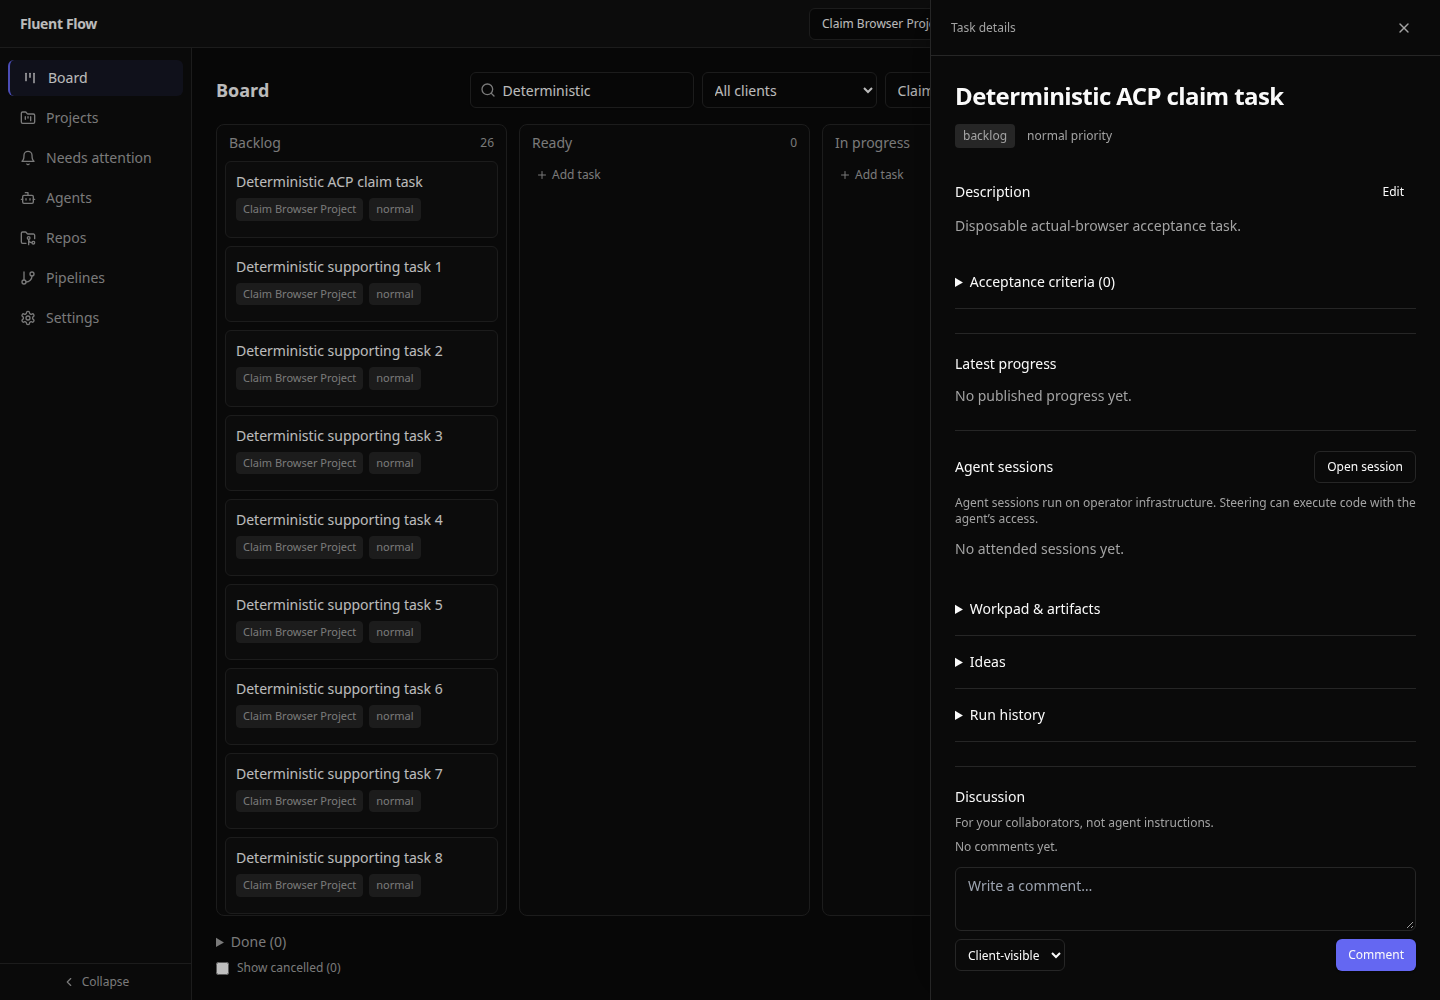 Fluent Flow
Claim Browser Proj
Board
Projects
Needs attention
Agents
Repos
Pipelines
Settings
Collapse
Board
Deterministic
All clients
Claim
Backlog
26
Deterministic ACP claim task
Claim Browser Project
normal
Deterministic supporting task 1
Claim Browser Project
normal
Deterministic supporting task 2
Claim Browser Project
normal
Deterministic supporting task 3
Claim Browser Project
normal
Deterministic supporting task 4
Claim Browser Project
normal
Deterministic supporting task 5
Claim Browser Project
normal
Deterministic supporting task 6
Claim Browser Project
normal
Deterministic supporting task 7
Claim Browser Project
normal
Deterministic supporting task 8
Claim Browser Project
normal
Ready
0
Add task
In progress
Add task
Done (0)
Show cancelled (0)
Task details
Deterministic ACP claim task
backlog
normal priority
Description
Edit
Disposable actual-browser acceptance task.
Acceptance criteria (0)
Latest progress
No published progress yet.
Agent sessions
Open session
Agent sessions run on operator infrastructure. Steering can execute code with the
agent's access.
No attended sessions yet.
Workpad & artifacts
Ideas
Run history
Discussion
For your collaborators, not agent instructions.
No comments yet.
Write a comment...
Client-visible
Comment